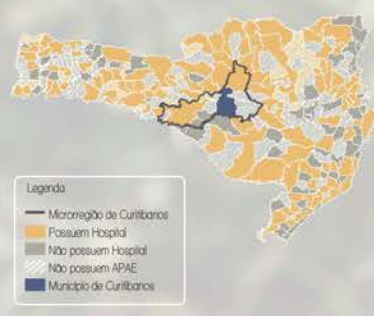 Legenda
Microrregião de Curitibanos
Possuem Hospital
Não possuem Hospital
Não possuem APAE
Município de Curitibanos